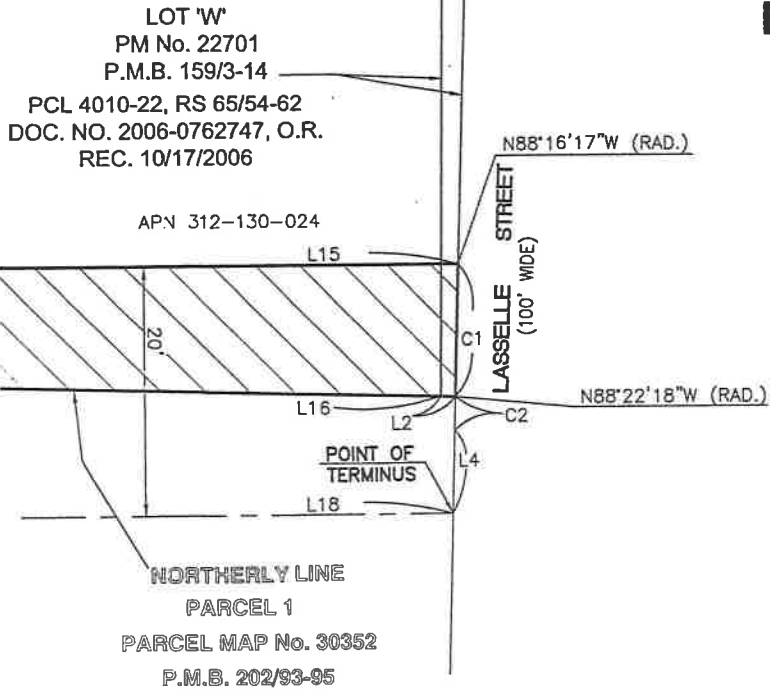 LOT 'W'
PM No. 22701
P.M.B. 159/3-14
PCL 4010-22, RS 65/54-62
DOC. NO. 2006-0762747, O.R.
REC. 10/17/2006
N88°16'17"W (RAD.)
APN 312-130-024
LASSELLE STREET
(100' WIDE)
L15
20'
C1
L16
L2
C2
N88°22'18"W (RAD.)
POINT OF
TERMINUS
L4
L18
NORTHERLY LINE
PARCEL 1
PARCEL MAP No. 30352
P.M.B. 202/93-95